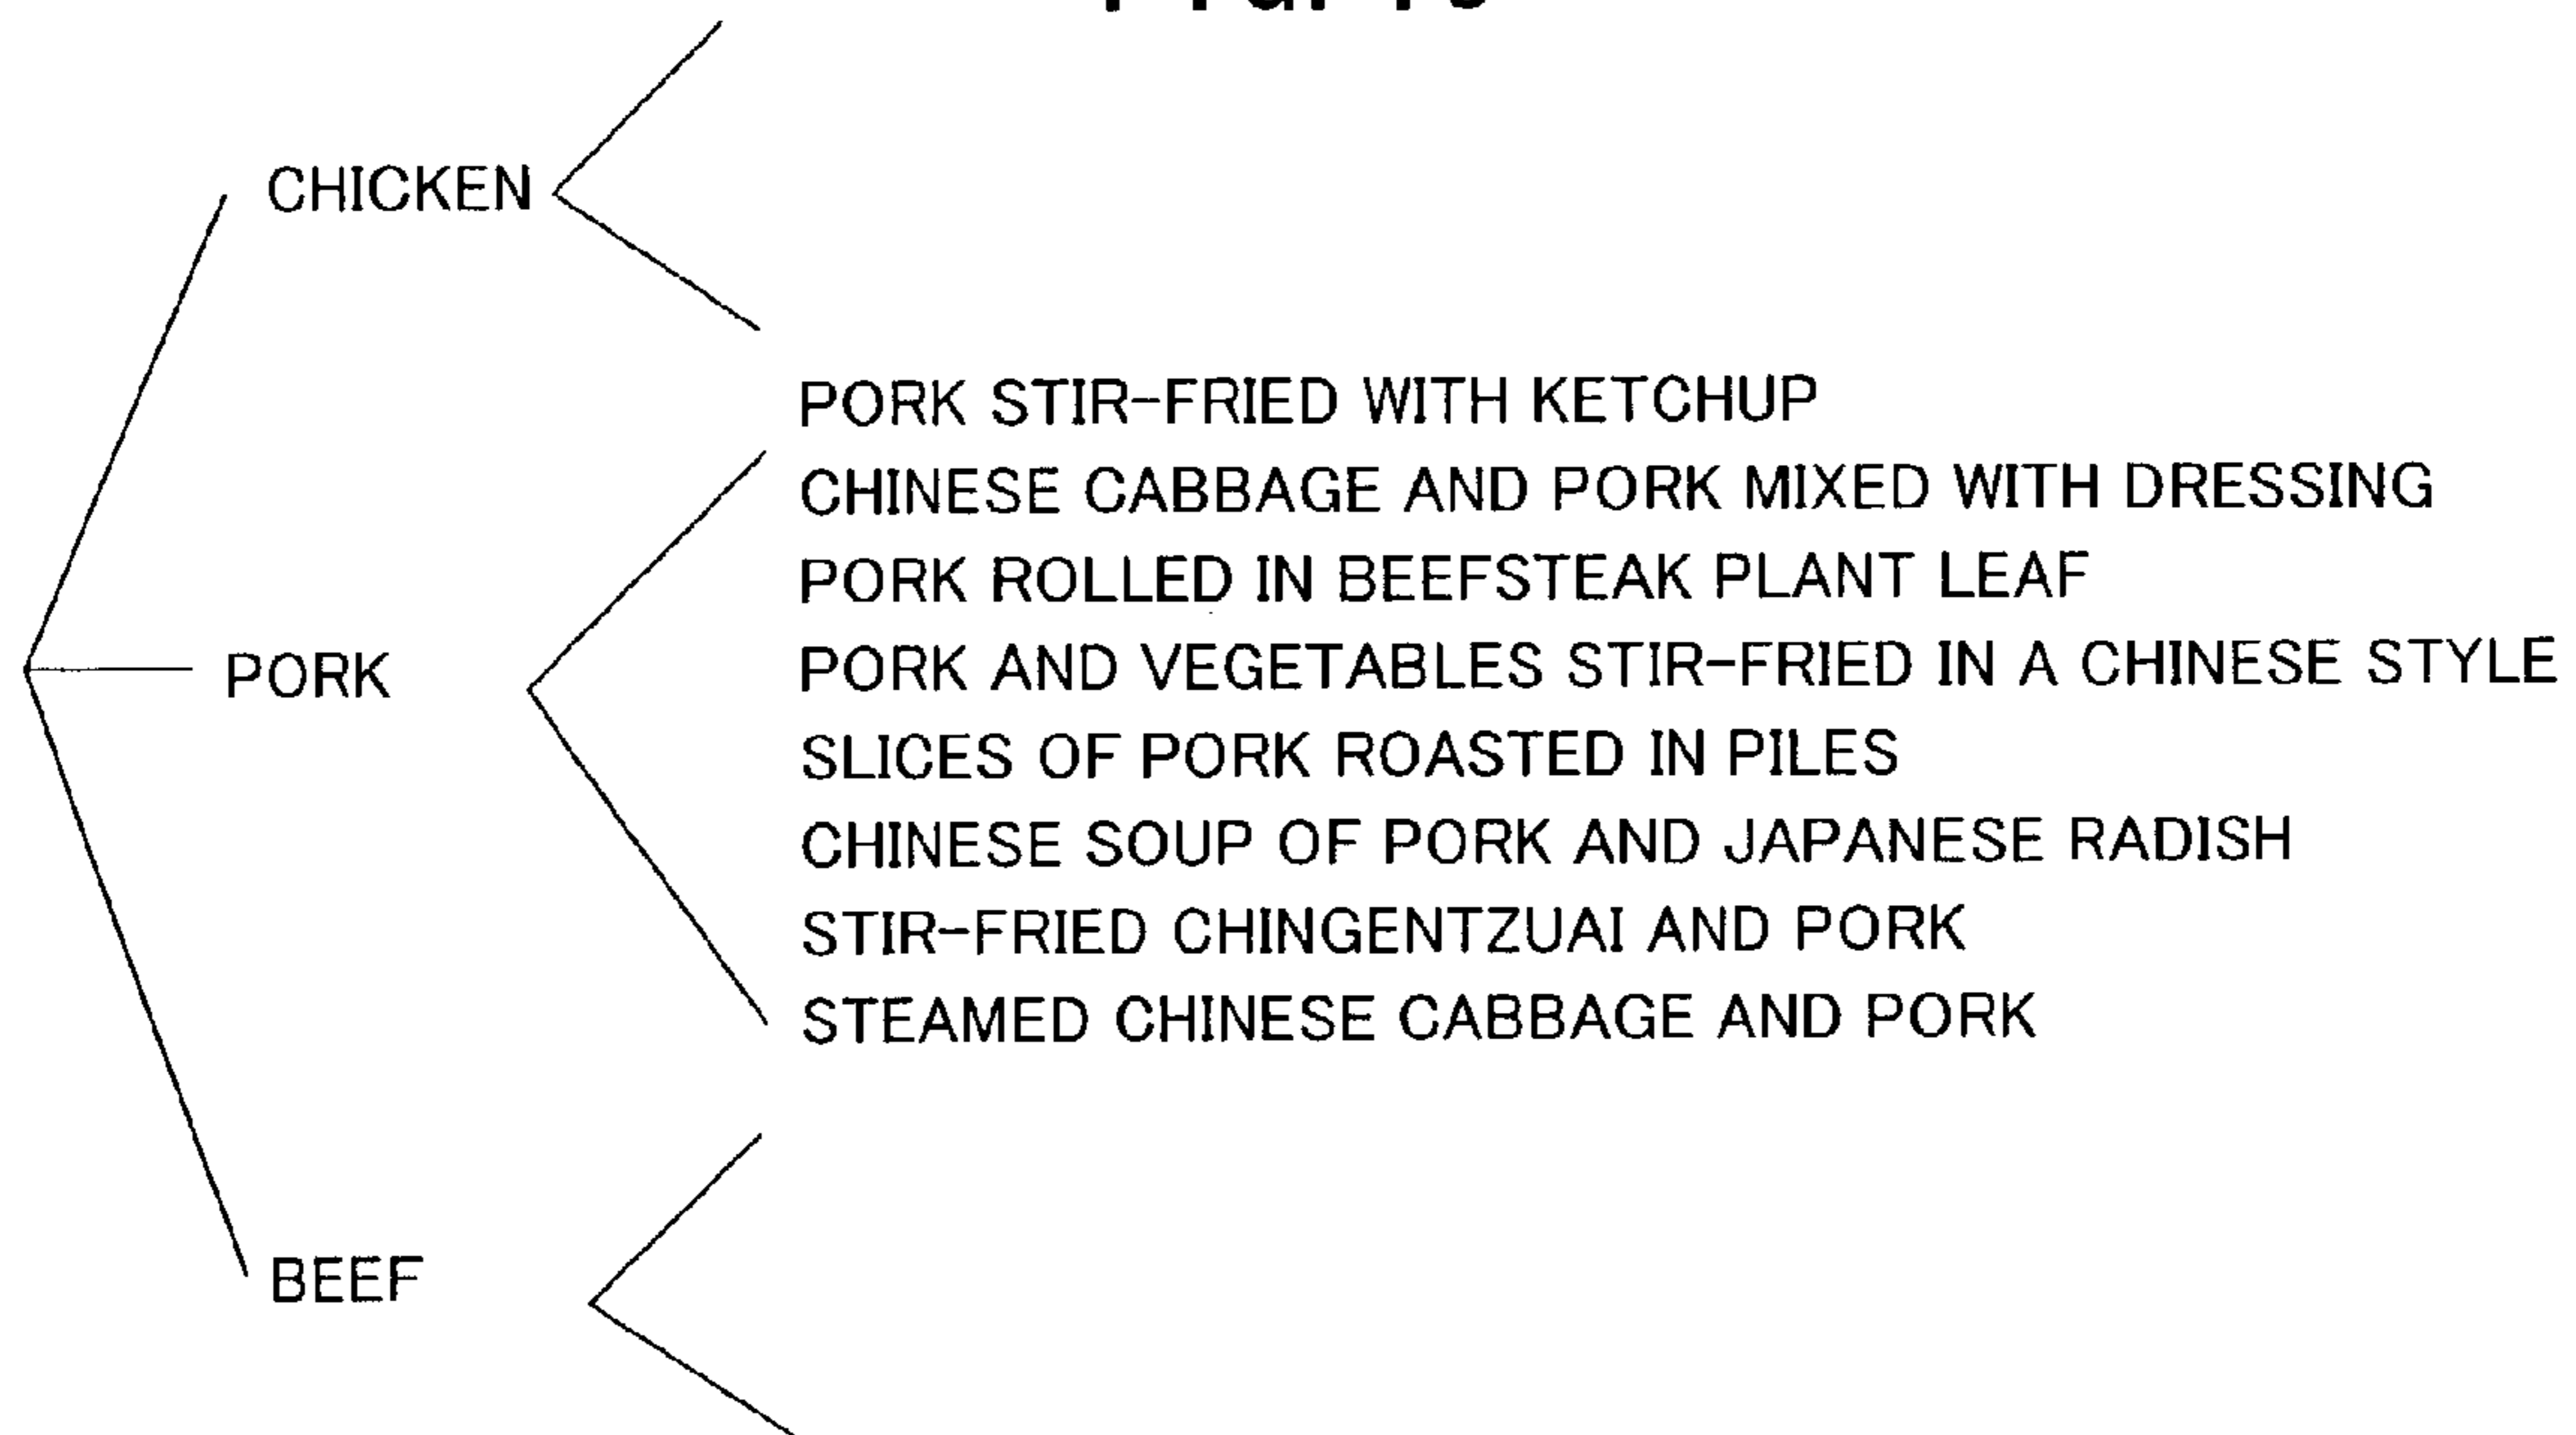 CHICKEN
PORK STIR-FRIED WITH KETCHUP
CHINESE CABBAGE AND PORK MIXED WITH DRESSING
PORK ROLLED IN BEEFSTEAK PLANT LEAF
PORK AND VEGETABLES STIR-FRIED IN A CHINESE STYLE
PORK
SLICES OF PORK ROASTED IN PILES
CHINESE SOUP OF PORK AND JAPANESE RADISH
STIR-FRIED CHINGENTZUAI AND PORK
STEAMED CHINESE CABBAGE AND PORK
BEEF